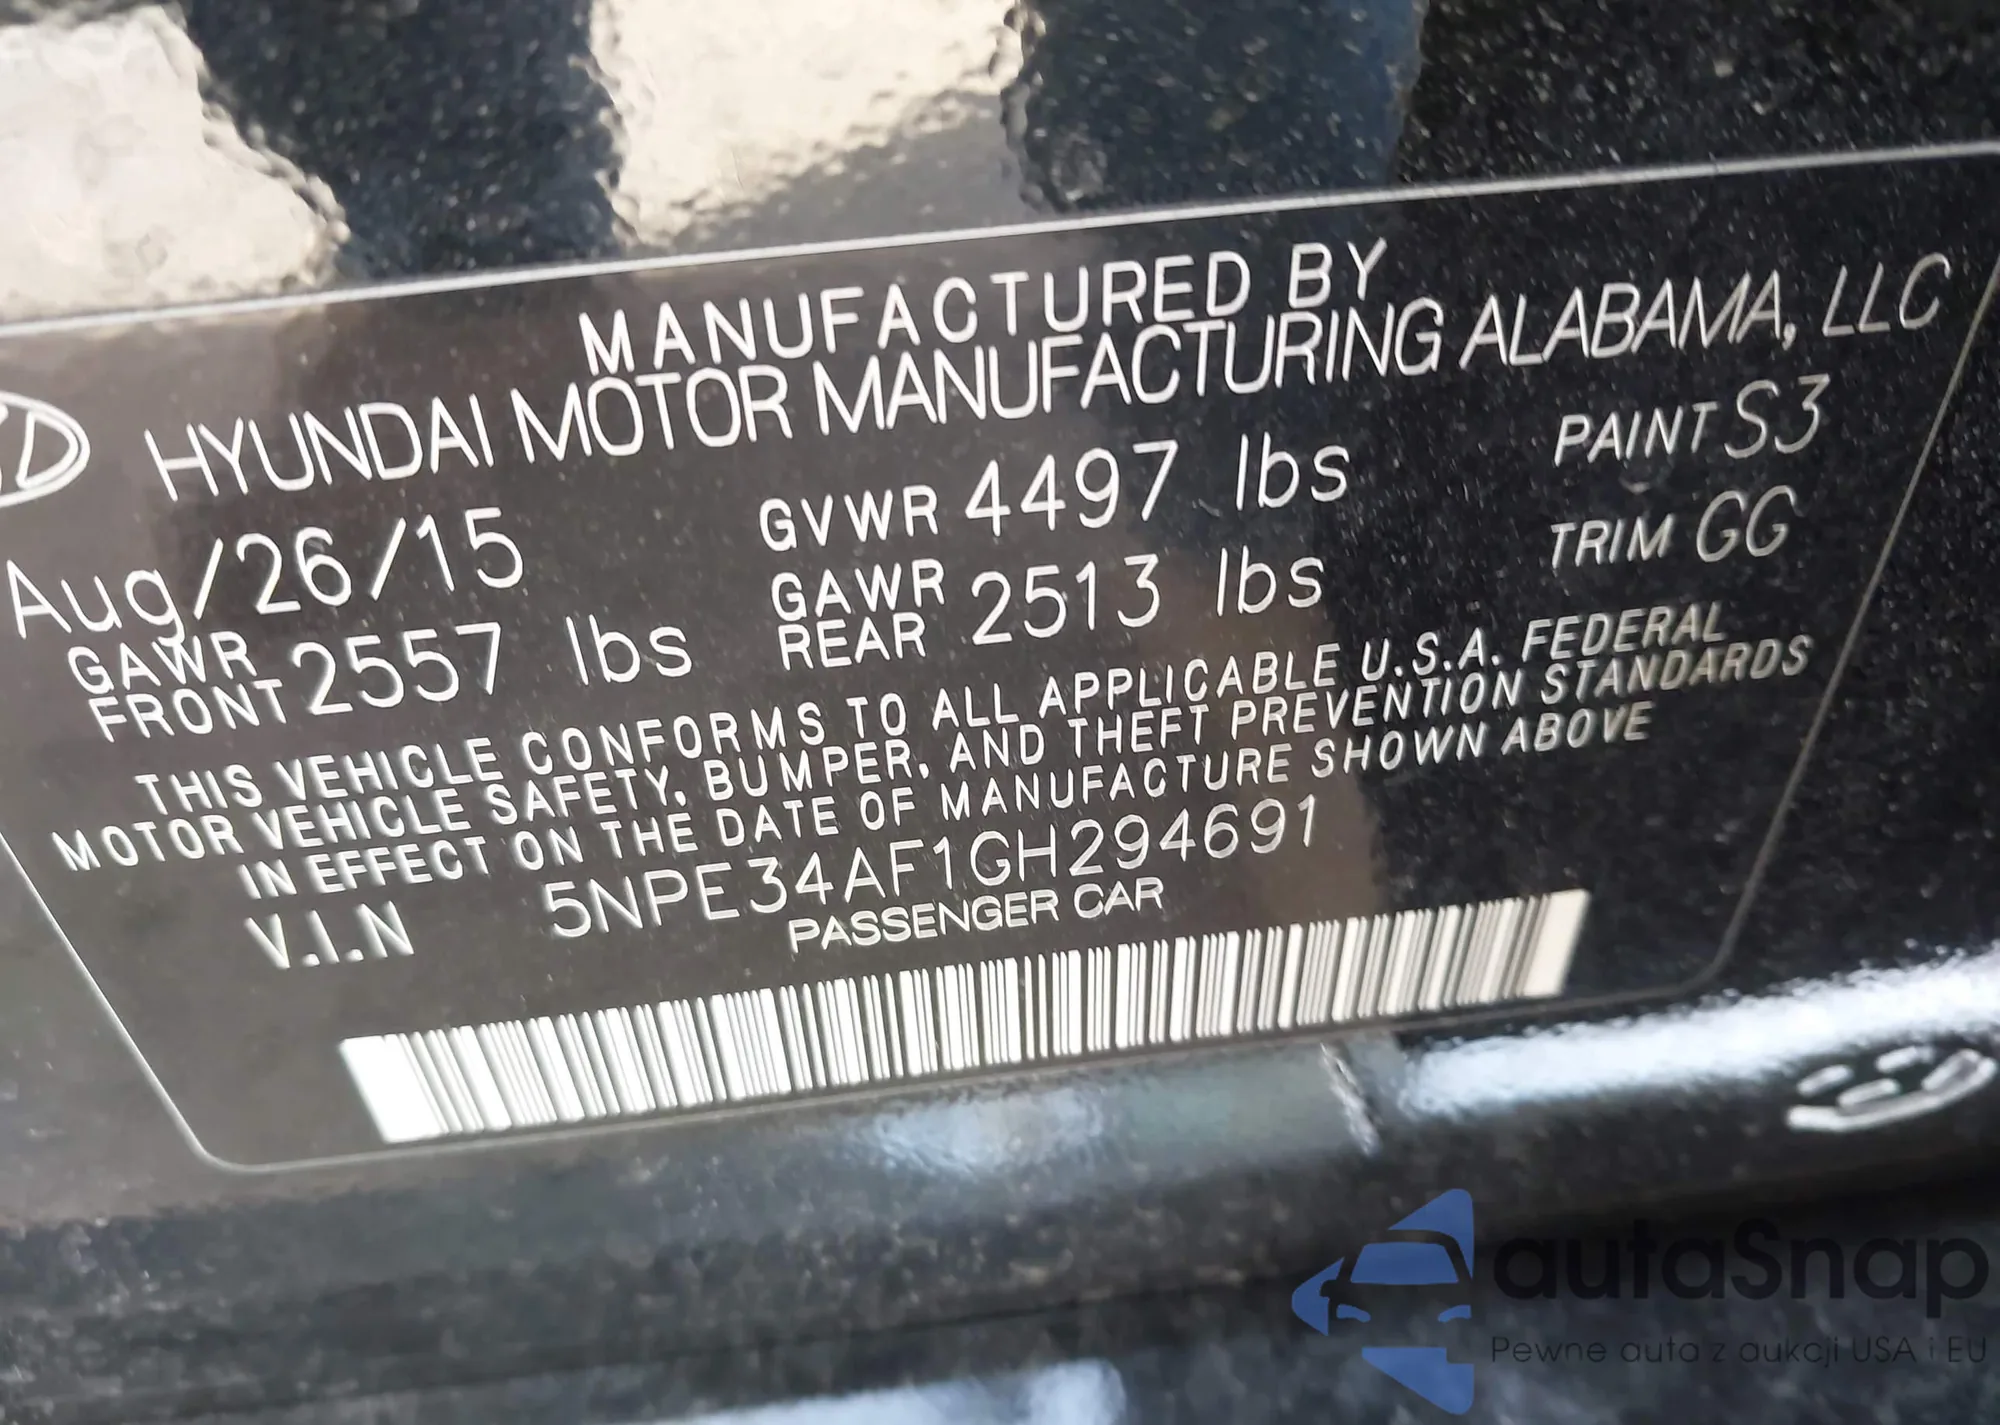 MANUFACTURED BY
HYUNDAI MOTOR MANUFACTURING ALABAMA, LLC
Aug/26/15 GVWR 4497 lbs PAINT S3
GAWR FRONT 2557 lbs GAWR REAR 2513 lbs TRIM GG
THIS VEHICLE CONFORMS TO ALL APPLICABLE U.S.A. FEDERAL
MOTOR VEHICLE SAFETY, BUMPER, AND THEFT PREVENTION STANDARDS
IN EFFECT ON THE DATE OF MANUFACTURE SHOWN ABOVE
V.I.N 5NPE34AF1GH294691
PASSENGER CAR
autaSnap
Pewne auta z aukcji USA i EU